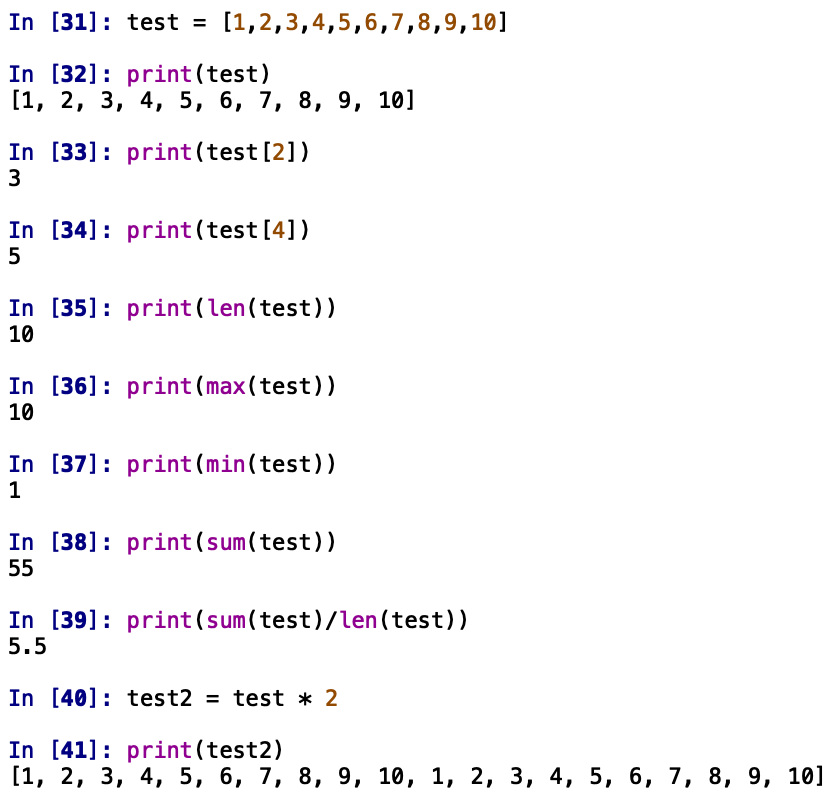 In [31]: test = [1,2,3,4,5,6,7,8,9,10]
In [32]: print(test)
[1, 2, 3, 4, 5, 6, 7, 8, 9, 10]
In [33]: print(test[2])
3
In [34]: print(test[4])
5
In [35]: print(len(test))
10
In [36]: print(max(test))
10
In [37]: print(min(test))
1
In [38]: print(sum(test))
55
In [39]: print(sum(test)/len(test))
5.5
In [40]: test2 = test * 2
In [41]: print(test2)
[1, 2, 3, 4, 5, 6, 7, 8, 9, 10, 1, 2, 3, 4, 5, 6, 7, 8, 9, 10]